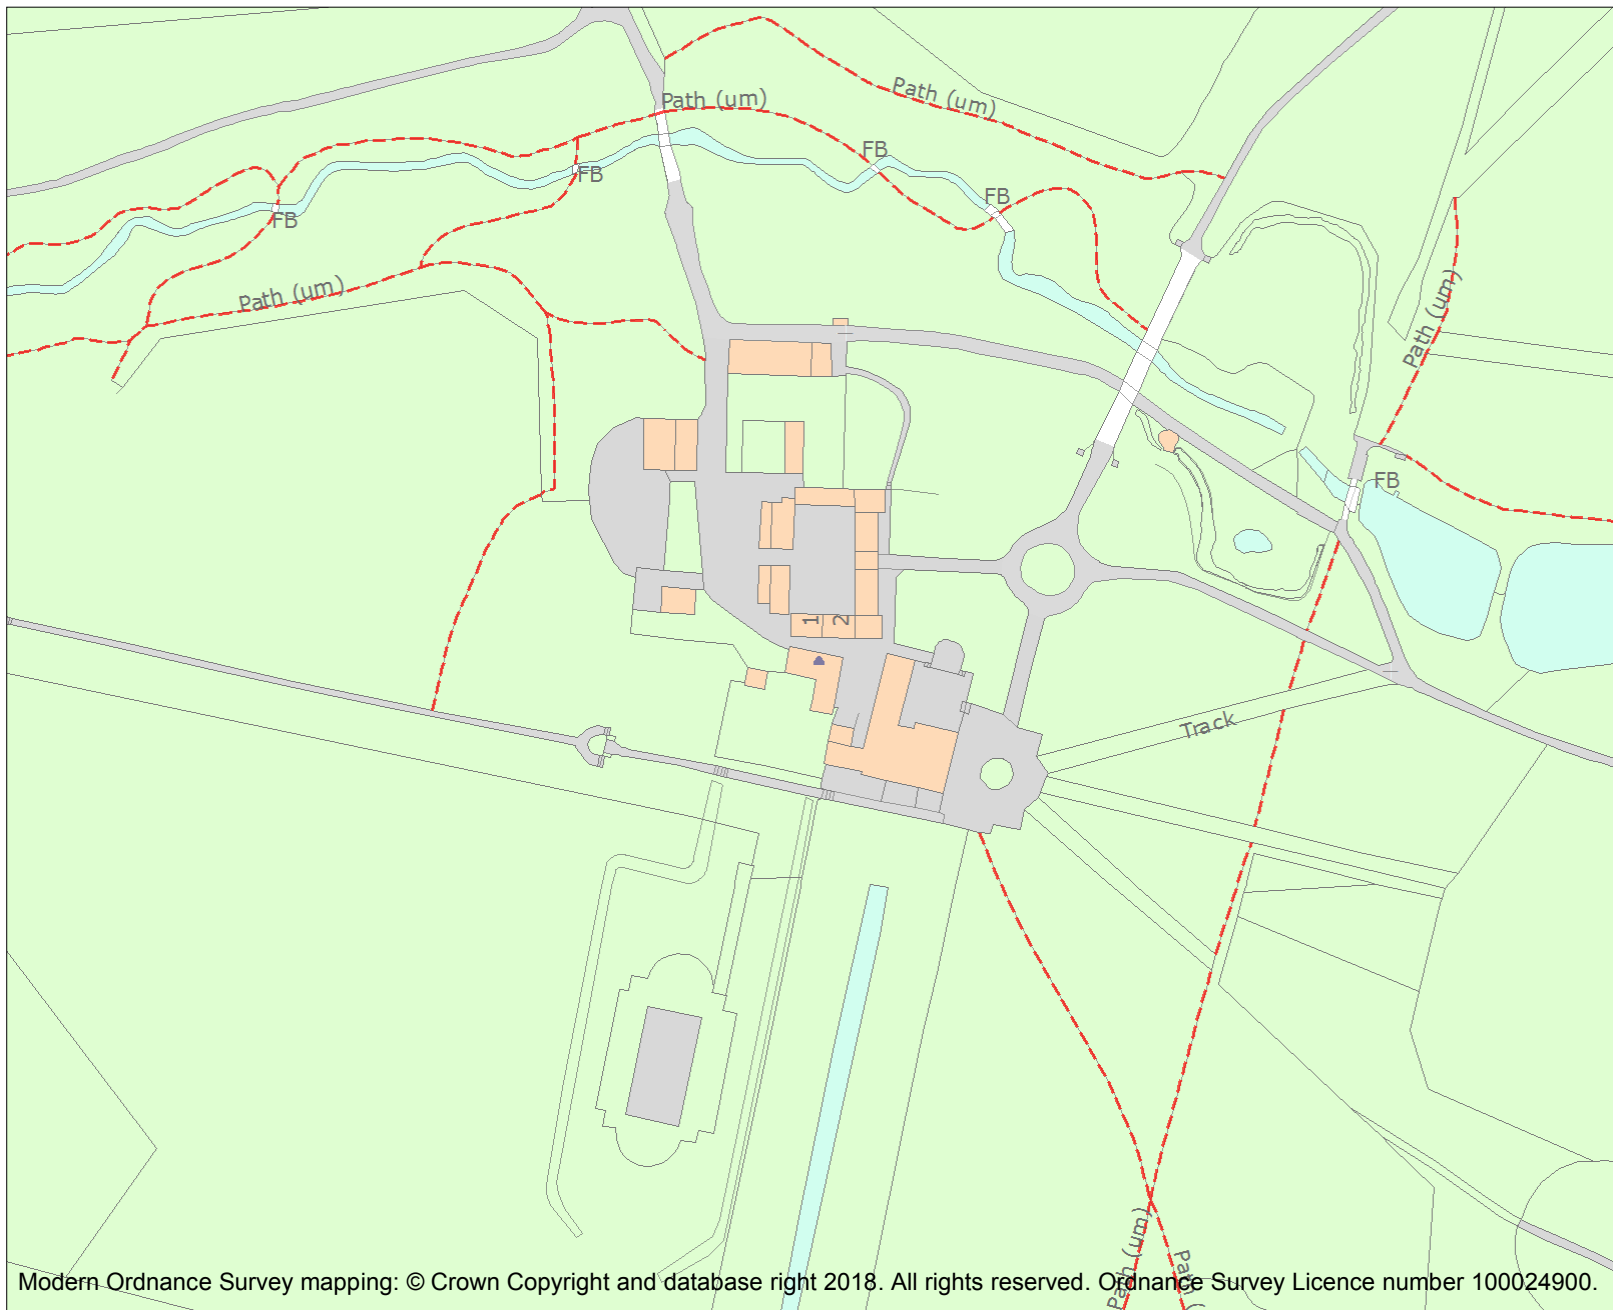 Path (um)
Path (um)
FB
FB
FB
FB
Path (um)
Path (um)
FB
1
2
Track
Path (um)
Path (
Modern Ordnance Survey mapping: © Crown Copyright and database right 2018. All rights reserved. Ordnance Survey Licence number 100024900.